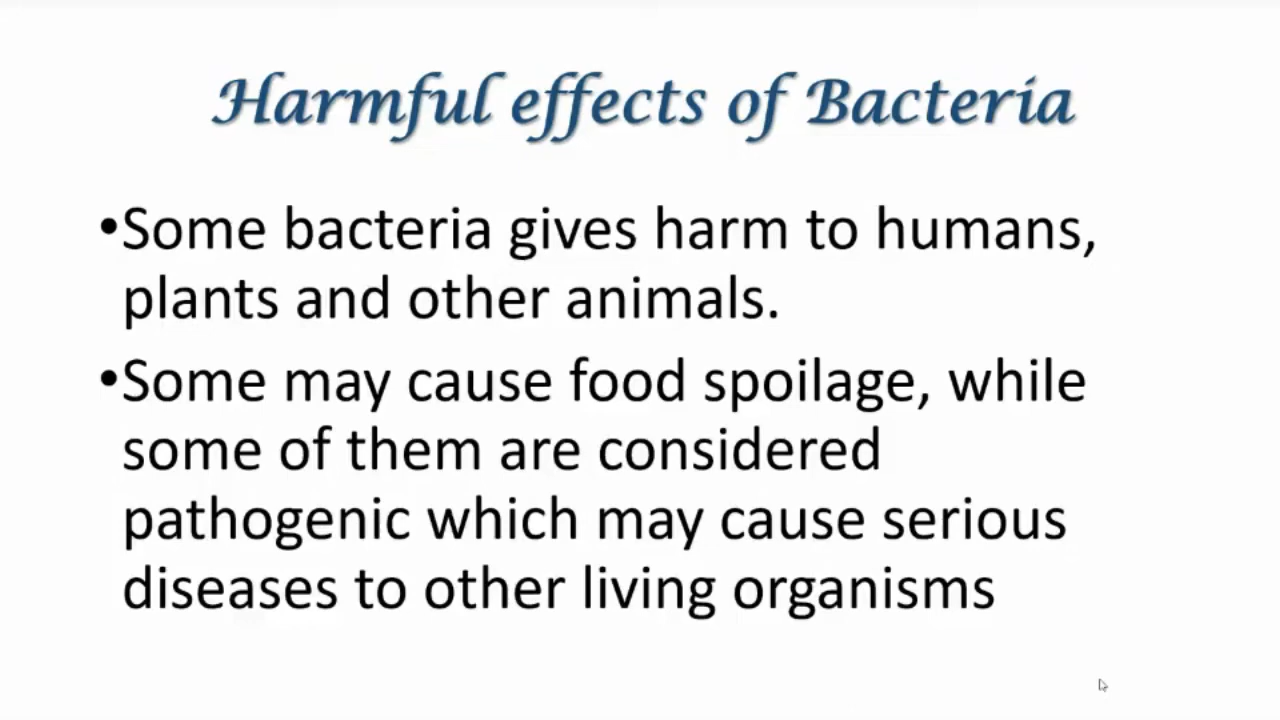 Harmful effects of Bacteria
•Some bacteria gives harm to humans,
plants and other animals.
•Some may cause food spoilage, while
some of them are considered
pathogenic which may cause serious
diseases to other living organisms